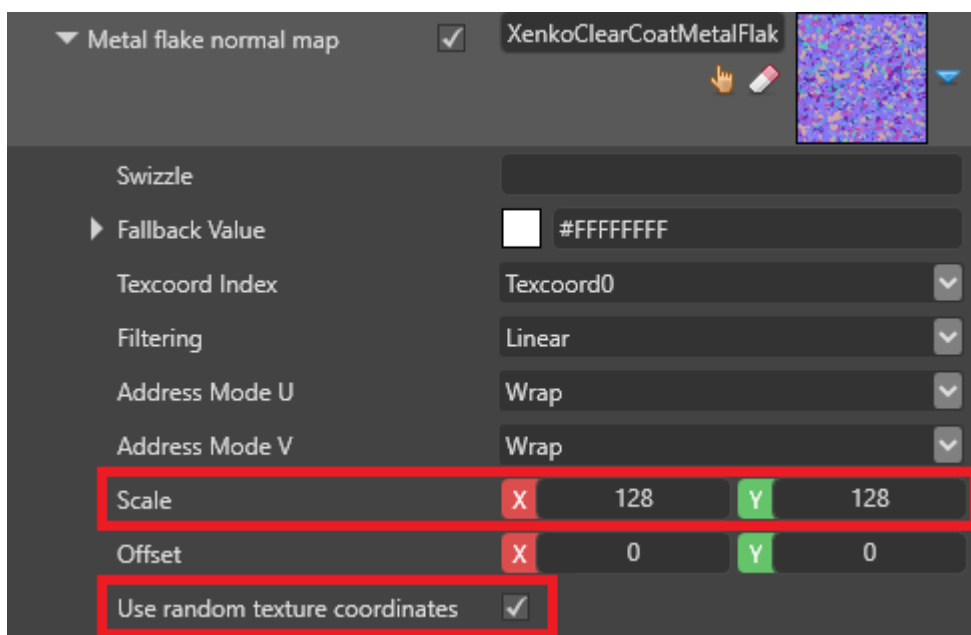 Metal flake normal map XenkoClearCoatMetalFlak
Swizzle
Fallback Value #FFFFFFFF
Texcoord Index Texcoord0
Filtering Linear
Address Mode U Wrap
Address Mode V Wrap
Scale X 128 Y 128
Offset X 0 Y 0
Use random texture coordinates